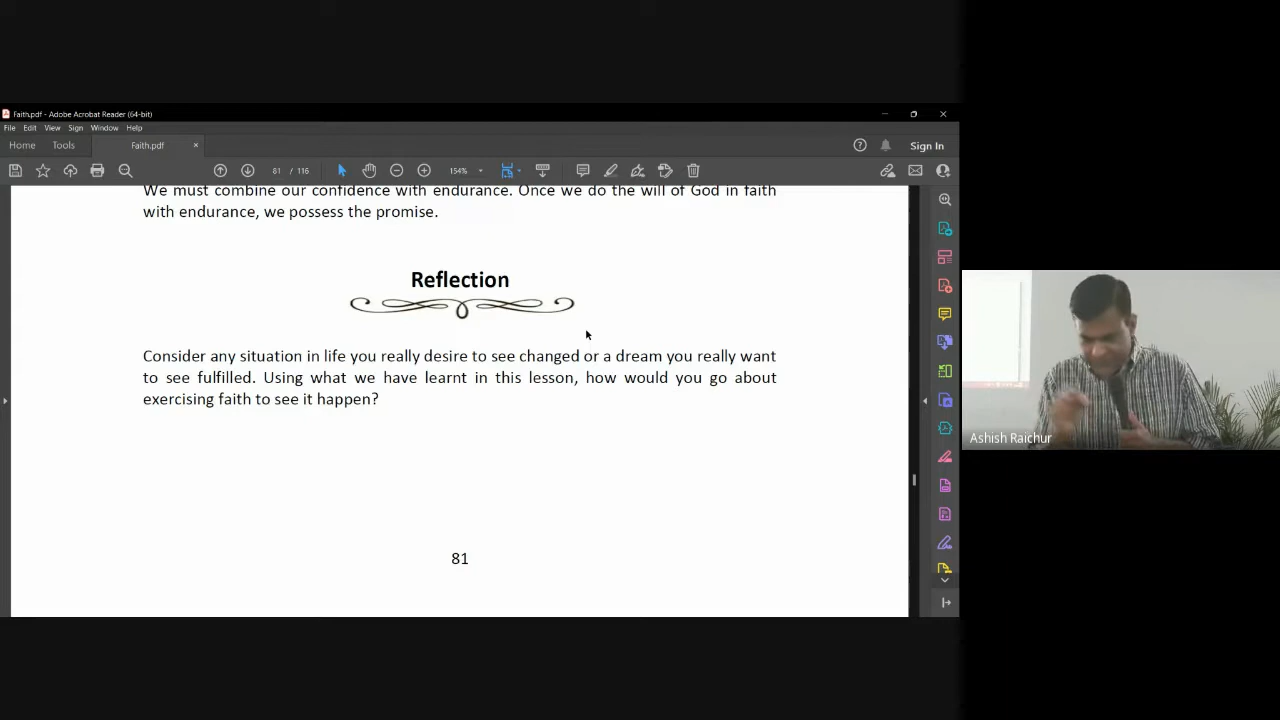 Faith.pdf - Adobe Acrobat Reader (64-bit)
File Edit View Sign Window Help
Home Tools Faith.pdf × Sign In
81 / 116 154%
We must combine our confidence with endurance. Once we do the will of God in faith
with endurance, we possess the promise.
Reflection
Consider any situation in life you really desire to see changed or a dream you really want
to see fulfilled. Using what we have learnt in this lesson, how would you go about
exercising faith to see it happen?
81
Ashish Raichur